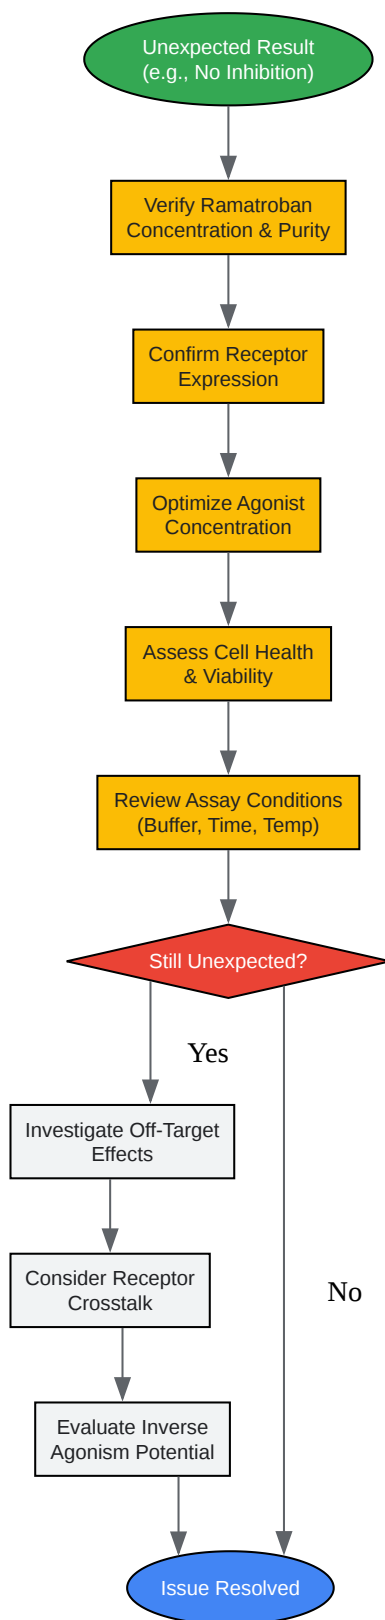 Unexpected Result
(e.g., No Inhibition)
Verify Ramatroban
Concentration & Purity
Confirm Receptor
Expression
Optimize Agonist
Concentration
Assess Cell Health
& Viability
Review Assay Conditions
(Buffer, Time, Temp)
Still Unexpected?
Yes
Investigate Off-Target
Effects
Consider Receptor
Crosstalk
No
Evaluate Inverse
Agonism Potential
Issue Resolved